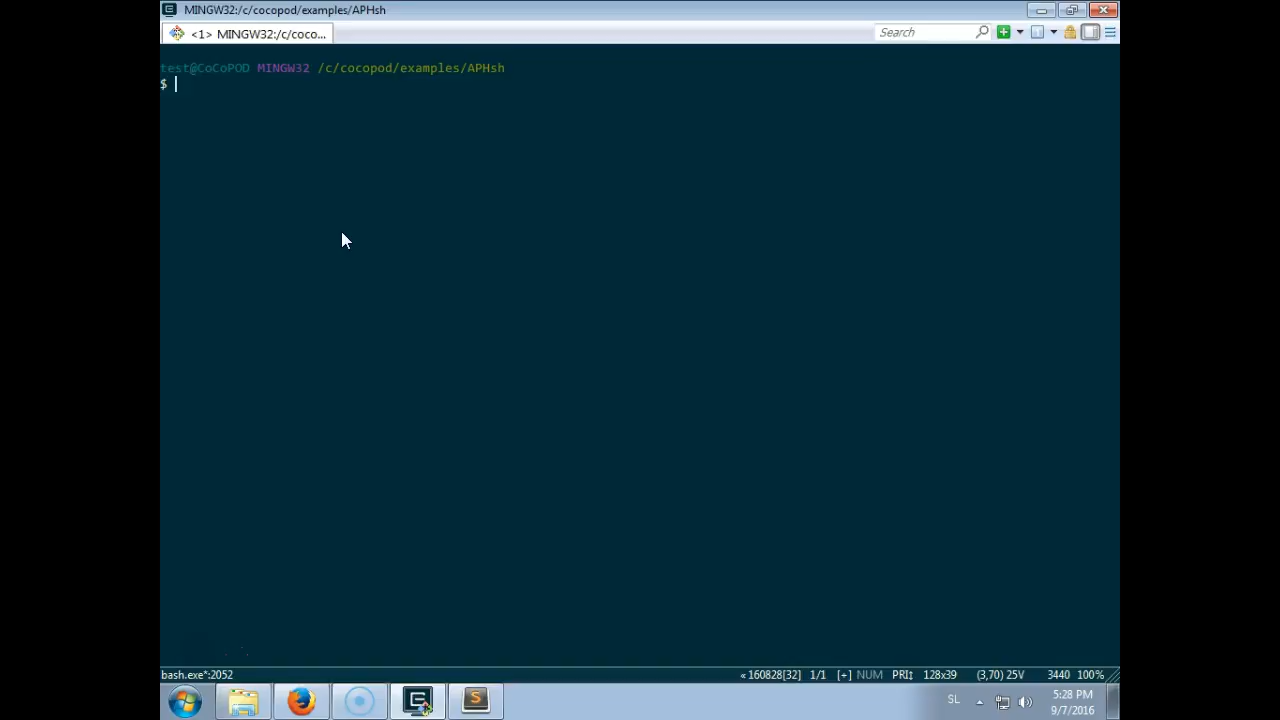 MINGW32:/c/cocopod/examples/APHsh
<1> MINGW32:/c/coco...
Search
test@CoCoPOD MINGW32 /c/cocopod/examples/APHsh
$
bash.exe*:2052
« 160828[32] 1/1 [+] NUM PRI↕ 128x39 (3,70) 25V 3440 100%
SL
5:28 PM
9/7/2016